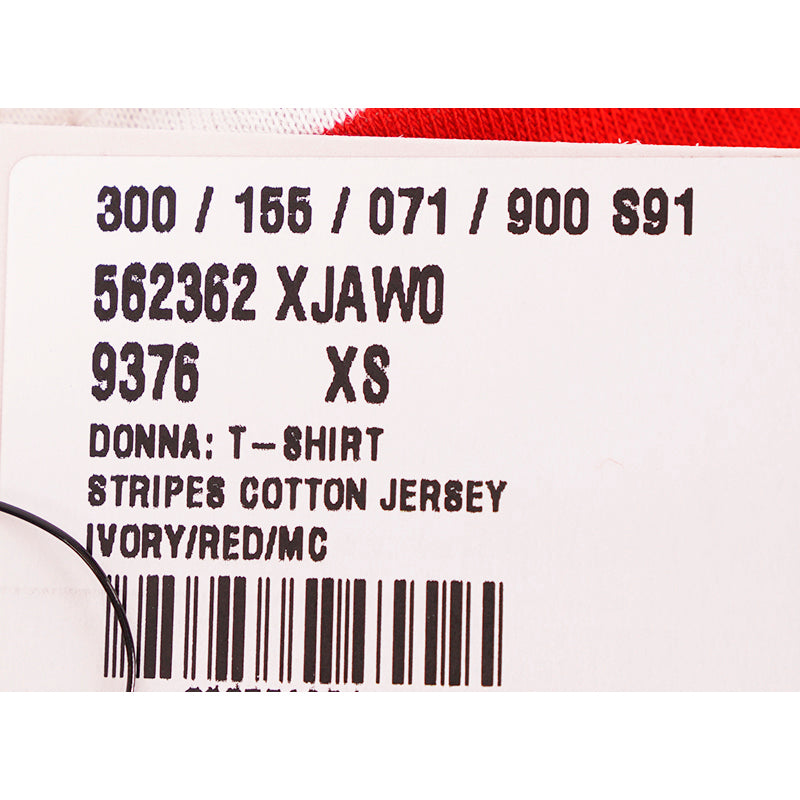 300 / 155 / 071 / 900 S91
562362 XJAW0
9376 XS
DONNA: T-SHIRT
STRIPES COTTON JERSEY
IVORY/RED/MC